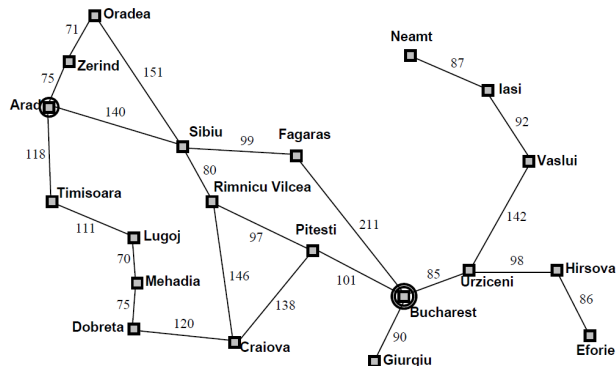 Oradea
71
Neamt
Zerind
87
75
151
Iasi
Arad
140
92
Sibiu
99
Fagaras
118
Vaslui
80
Timisoara
Rimnicu Vilcea
111
211
142
Lugoj
97
Pitesti
70
98
Hirsova
146
101
85
Mehadia
138
Urziceni
86
75
Bucharest
120
90
Dobreta
Craiova
Eforie
Giurgiu